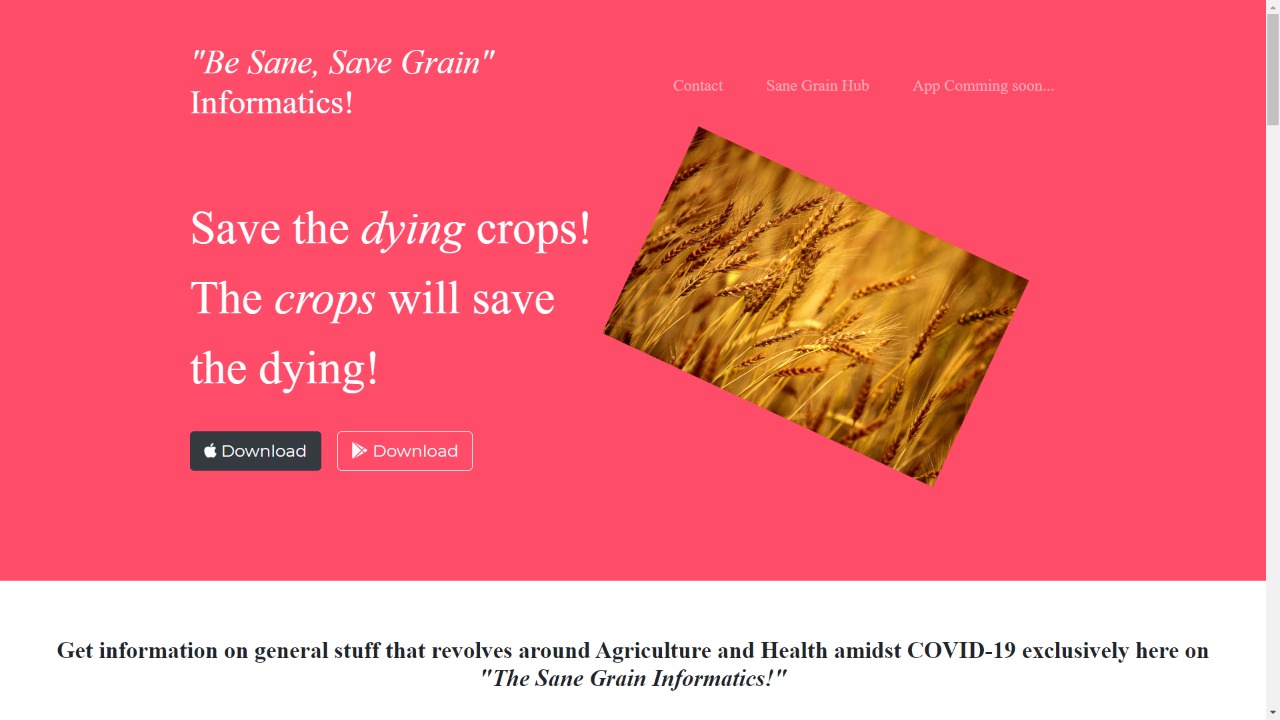 "Be Sane, Save Grain"
Informatics!
Contact
Sane Grain Hub
App Comming soon...
Save the dying crops!
The crops will save
the dying!
Download
Download
Get information on general stuff that revolves around Agriculture and Health amidst COVID-19 exclusively here on
"The Sane Grain Informatics!"